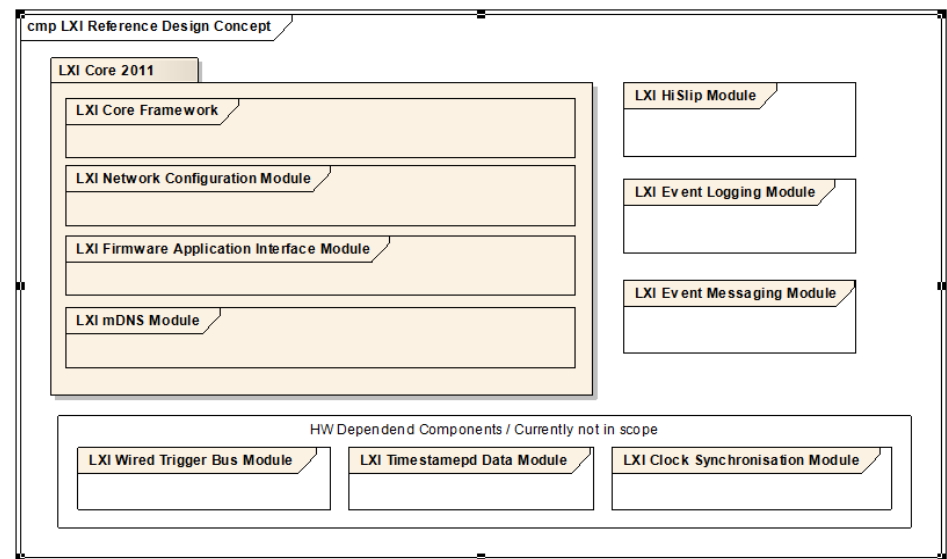 cmp LXI Reference Design Concept
LXI Core 2011
LXI Core Framework
LXI Network Configuration Module
LXI Firmware Application Interface Module
LXI mDNS Module
LXI HiSlip Module
LXI Event Logging Module
LXI Event Messaging Module
HW Dependend Components / Currently not in scope
LXI Wired Trigger Bus Module
LXI Timestamepd Data Module
LXI Clock Synchronisation Module